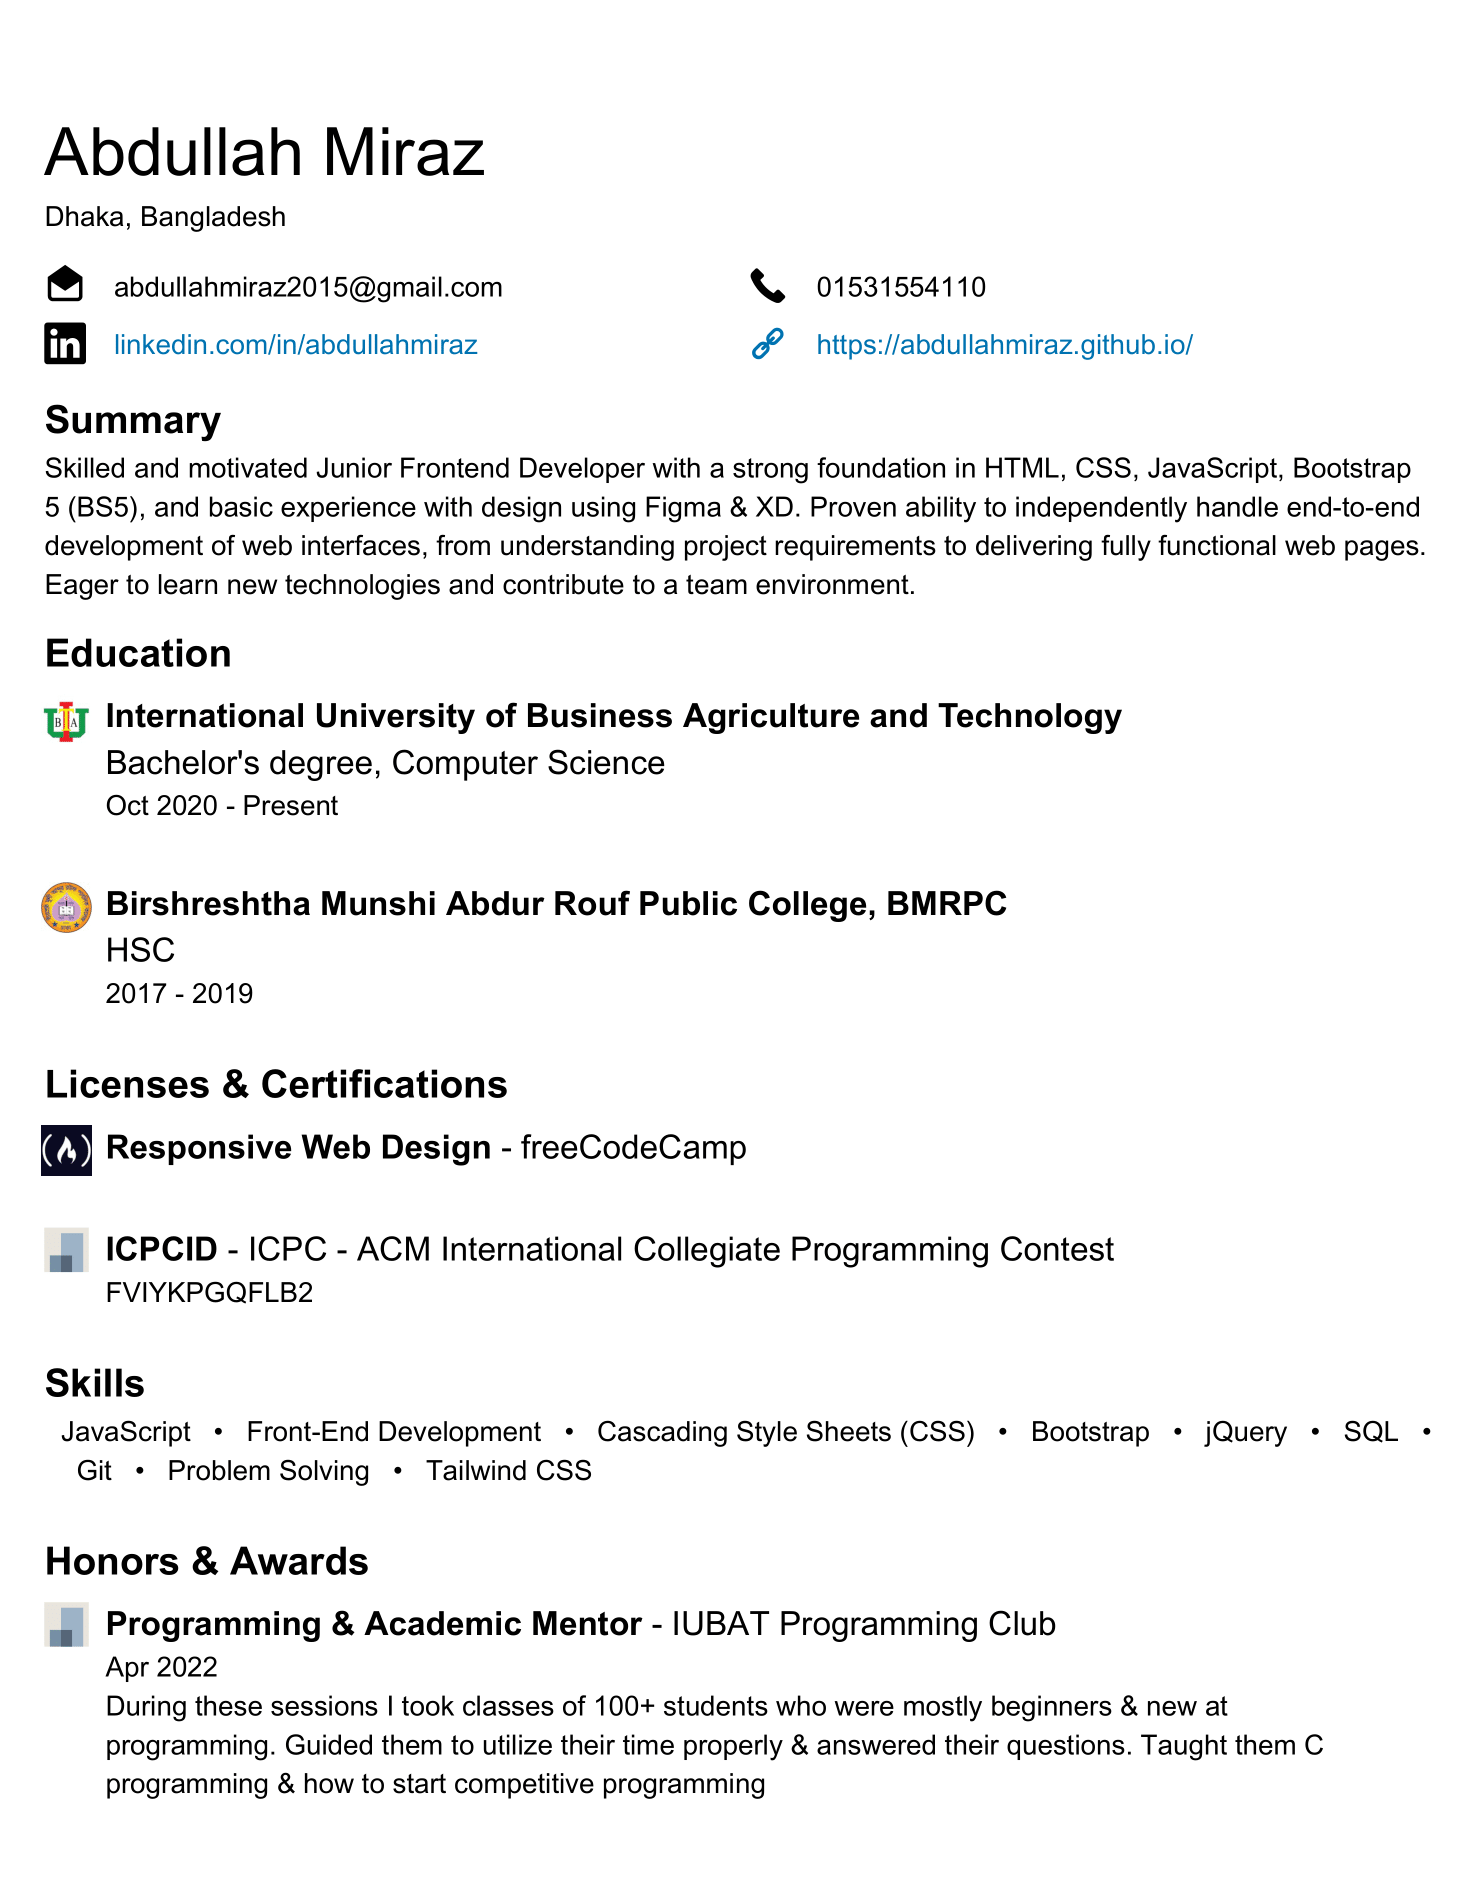 Abdullah Miraz
Dhaka, Bangladesh
abdullahmiraz2015@gmail.com
01531554110
linkedin.com/in/abdullahmiraz
https://abdullahmiraz.github.io/
Summary
Skilled and motivated Junior Frontend Developer with a strong foundation in HTML, CSS, JavaScript, Bootstrap
5 (BS5), and basic experience with design using Figma & XD. Proven ability to independently handle end-to-end
development of web interfaces, from understanding project requirements to delivering fully functional web pages.
Eager to learn new technologies and contribute to a team environment.
Education
International University of Business Agriculture and Technology
Bachelor's degree, Computer Science
Oct 2020 - Present
Birshreshtha Munshi Abdur Rouf Public College, BMRPC
HSC
2017 - 2019
Licenses & Certifications
Responsive Web Design - freeCodeCamp
ICPCID - ICPC - ACM International Collegiate Programming Contest
FVIYKPGQFLB2
Skills
JavaScript • Front-End Development • Cascading Style Sheets (CSS) • Bootstrap • jQuery • SQL •
Git • Problem Solving • Tailwind CSS
Honors & Awards
Programming & Academic Mentor - IUBAT Programming Club
Apr 2022
During these sessions I took classes of 100+ students who were mostly beginners & new at
programming. Guided them to utilize their time properly & answered their questions. Taught them C
programming & how to start competitive programming